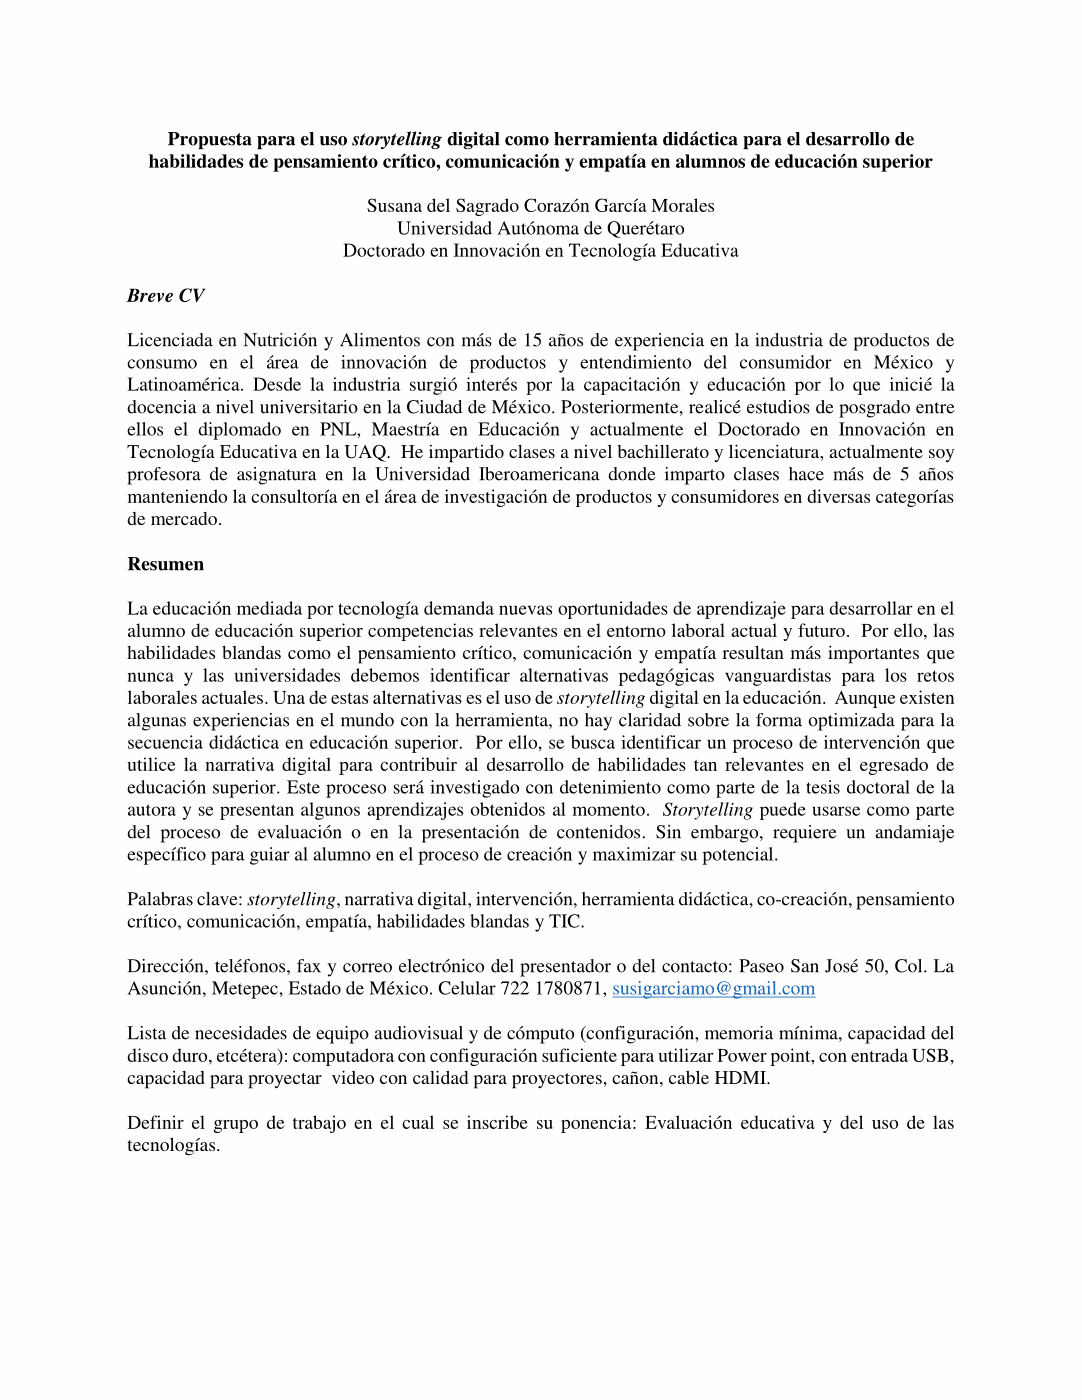 Propuesta para el uso storytelling digital como herramienta didáctica para el desarrollo de
habilidades de pensamiento crítico, comunicación y empatía en alumnos de educación superior
Susana del Sagrado Corazón García Morales
Universidad Autónoma de Querétaro
Doctorado en Innovación en Tecnología Educativa
Breve CV
Licenciada en Nutrición y Alimentos con más de 15 años de experiencia en la industria de productos de
consumo en el área de innovación de productos y entendimiento del consumidor en México y
Latinoamérica. Desde la industria surgió interés por la capacitación y educación por lo que inicié la
docencia a nivel universitario en la Ciudad de México. Posteriormente, realicé estudios de posgrado entre
ellos el diplomado en PNL, Maestría en Educación y actualmente el Doctorado en Innovación en
Tecnología Educativa en la UAQ. He impartido clases a nivel bachillerato y licenciatura, actualmente soy
profesora de asignatura en la Universidad Iberoamericana donde imparto clases hace más de 5 años
manteniendo la consultoría en el área de investigación de productos y consumidores en diversas categorías
de mercado.
Resumen
La educación mediada por tecnología demanda nuevas oportunidades de aprendizaje para desarrollar en el
alumno de educación superior competencias relevantes en el entorno laboral actual y futuro. Por ello, las
habilidades blandas como el pensamiento crítico, comunicación y empatía resultan más importantes que
nunca y las universidades debemos identificar alternativas pedagógicas vanguardistas para los retos
laborales actuales. Una de estas alternativas es el uso de storytelling digital en la educación. Aunque existen
algunas experiencias en el mundo con la herramienta, no hay claridad sobre la forma optimizada para la
secuencia didáctica en educación superior. Por ello, se busca identificar un proceso de intervención que
utilice la narrativa digital para contribuir al desarrollo de habilidades tan relevantes en el egresado de
educación superior. Este proceso será investigado con detenimiento como parte de la tesis doctoral de la
autora y se presentan algunos aprendizajes obtenidos al momento. Storytelling puede usarse como parte
del proceso de evaluación o en la presentación de contenidos. Sin embargo, requiere un andamiaje
específico para guiar al alumno en el proceso de creación y maximizar su potencial.
Palabras clave: storytelling, narrativa digital, intervención, herramienta didáctica, co-creación, pensamiento
crítico, comunicación, empatía, habilidades blandas y TIC.
Dirección, teléfonos, fax y correo electrónico del presentador o del contacto: Paseo San José 50, Col. La
Asunción, Metepec, Estado de México. Celular 722 1780871, susigarciamo@gmail.com
Lista de necesidades de equipo audiovisual y de cómputo (configuración, memoria mínima, capacidad del
disco duro, etcétera): computadora con configuración suficiente para utilizar Power point, con entrada USB,
capacidad para proyectar video con calidad para proyectores, cañon, cable HDMI.
Definir el grupo de trabajo en el cual se inscribe su ponencia: Evaluación educativa y del uso de las
tecnologías.